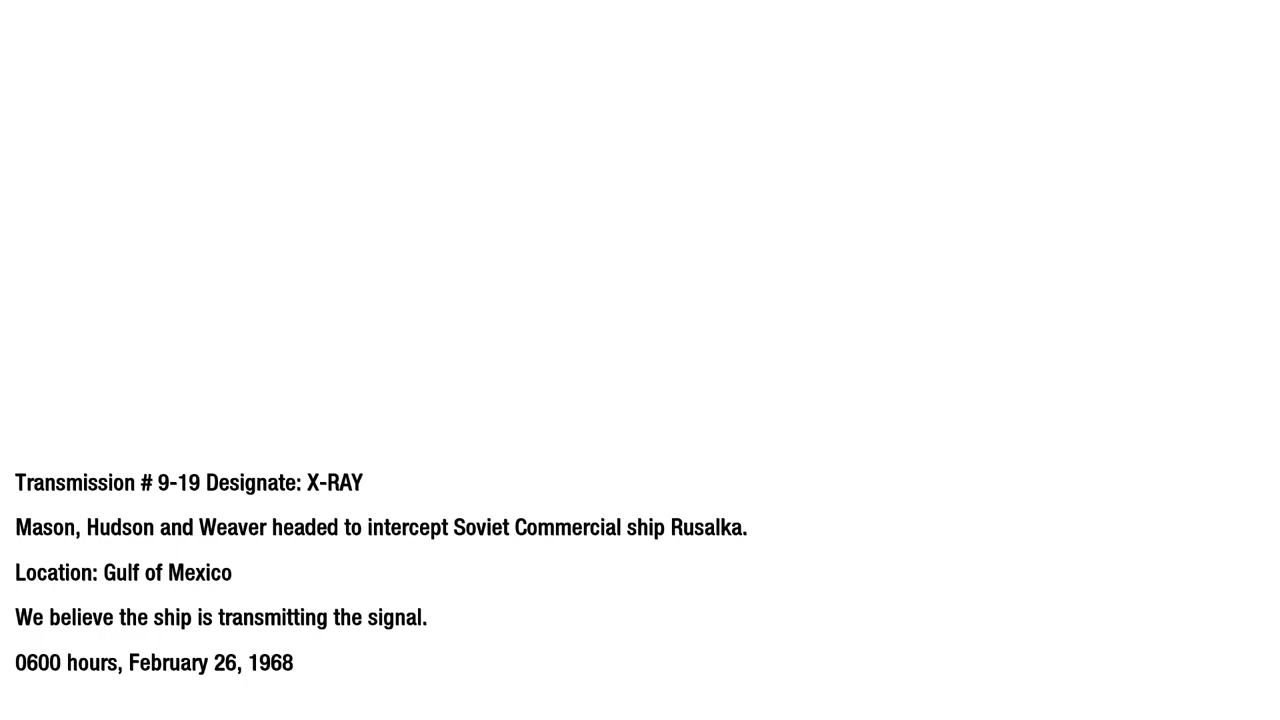 Transmission # 9-19 Designate: X-RAY
Mason, Hudson and Weaver headed to intercept Soviet Commercial ship Rusalka.
Location: Gulf of Mexico
We believe the ship is transmitting the signal.
0600 hours, February 26, 1968